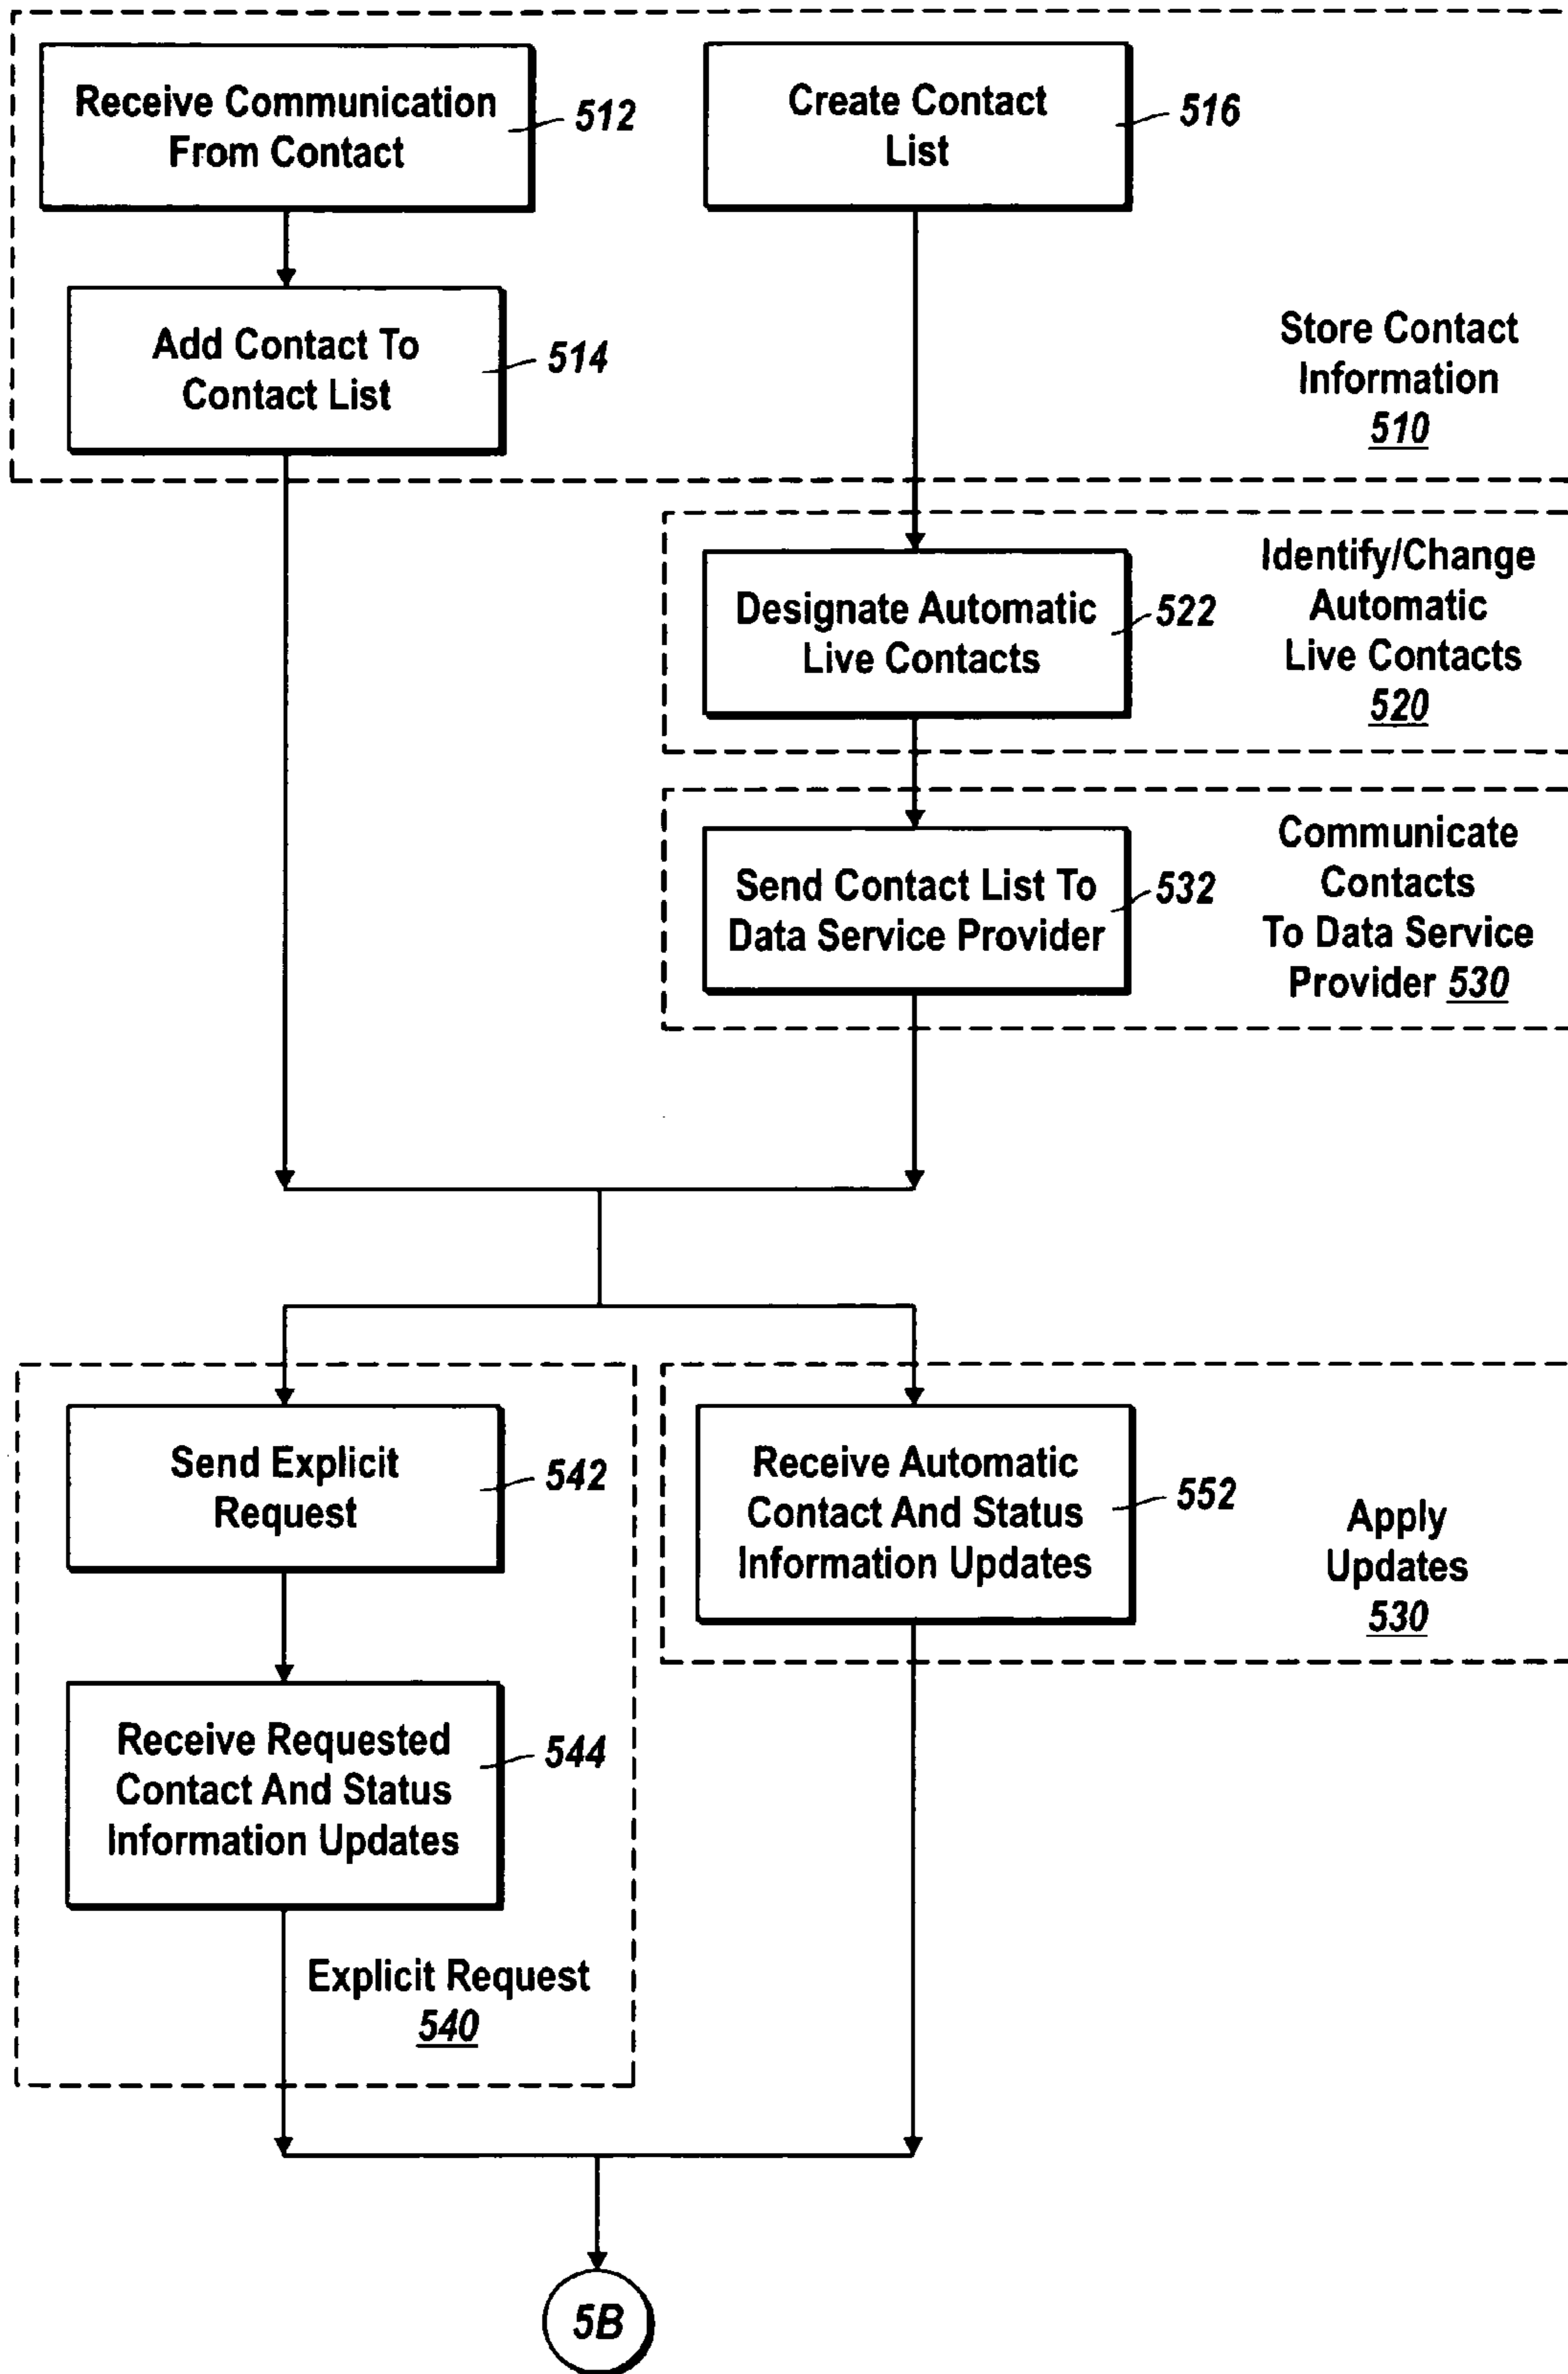 Receive Communication
From Contact
512
Create Contact
List
516
Add Contact To
Contact List
514
Store Contact
Information
510
Designate Automatic
Live Contacts
522
Identify/Change
Automatic
Live Contacts
520
Send Contact List To
Data Service Provider
532
Communicate
Contacts
To Data Service
Provider 530
Send Explicit
Request
542
Receive Automatic
Contact And Status
Information Updates
552
Apply
Updates
530
Receive Requested
Contact And Status
Information Updates
544
Explicit Request
540
5B